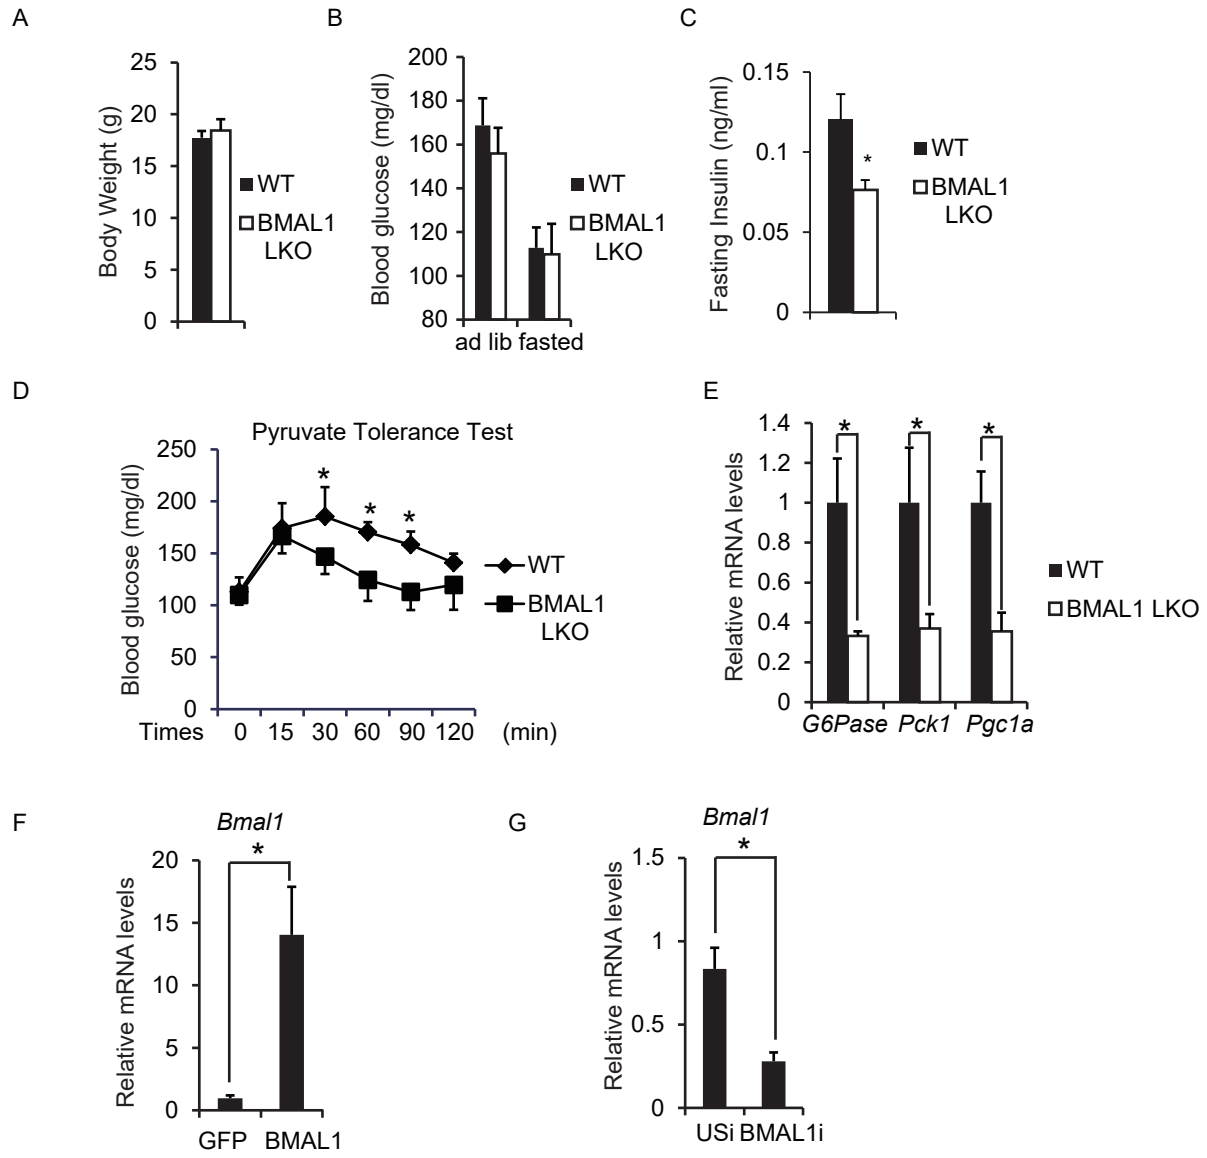 A
Body Weight (g)
25
20
15
10
5
0
WT
BMAL1
LKO
B
Blood glucose (mg/dl)
200
180
160
140
120
100
80
ad lib fasted
WT
BMAL1
LKO
C
Fasting Insulin (ng/ml)
0.15
0.1
0.05
0
*
WT
BMAL1
LKO
D
Pyruvate Tolerance Test
Blood glucose (mg/dl)
250
200
150
100
50
0
* * *
Times 0 15 30 60 90 120 (min)
WT
BMAL1
LKO
E
Relative mRNA levels
1.4
1.2
1
0.8
0.6
0.4
0.2
0
* * *
G6Pase Pck1 Pgc1a
WT
BMAL1 LKO
F
Bmal1
*
Relative mRNA levels
20
15
10
5
0
GFP BMAL1
G
Bmal1
*
Relative mRNA levels
1.5
1
0.5
0
USi BMAL1i